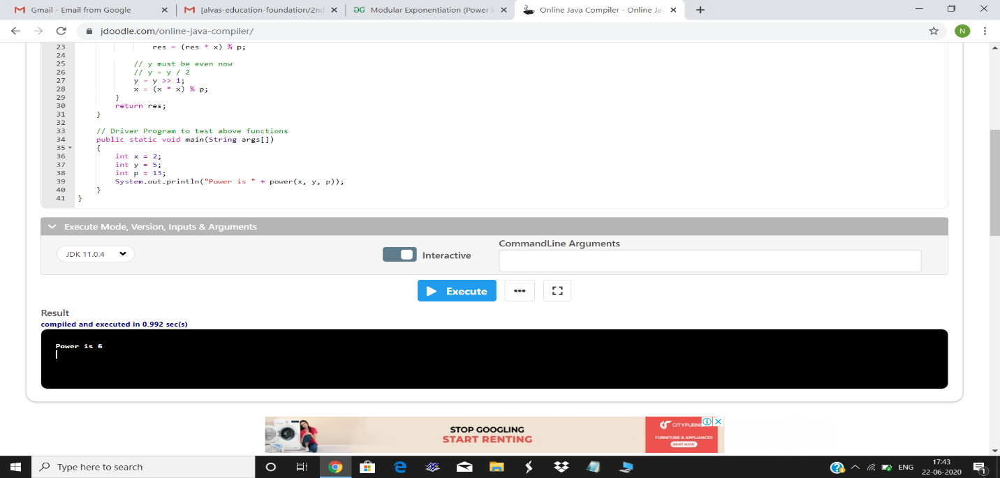 Gmail - Email from Google
[alvas-education-foundation/2nd
Modular Exponentiation (Power i
Online Java Compiler - Online Ja
jdoodle.com/online-java-compiler/
N
23 res = (res * x) % p;
24
25 // y must be even now
26 // y = y / 2
27 y = y >> 1;
28 x = (x * x) % p;
29 }
30 return res;
31 }
32
33 // Driver Program to test above functions
34 public static void main(String args[])
35 {
36 int x = 2;
37 int y = 5;
38 int p = 13;
39 System.out.println("Power is " + power(x, y, p));
40 }
41 }
Execute Mode, Version, Inputs & Arguments
CommandLine Arguments
JDK 11.0.4
Interactive
Execute
Result
compiled and executed in 0.992 sec(s)
Power is 6
STOP GOOGLING
START RENTING
CITYFURNI
FURNITURE & APPLIANCES
RENT NOW
Type here to search
ENG
17:43
22-06-2020
1